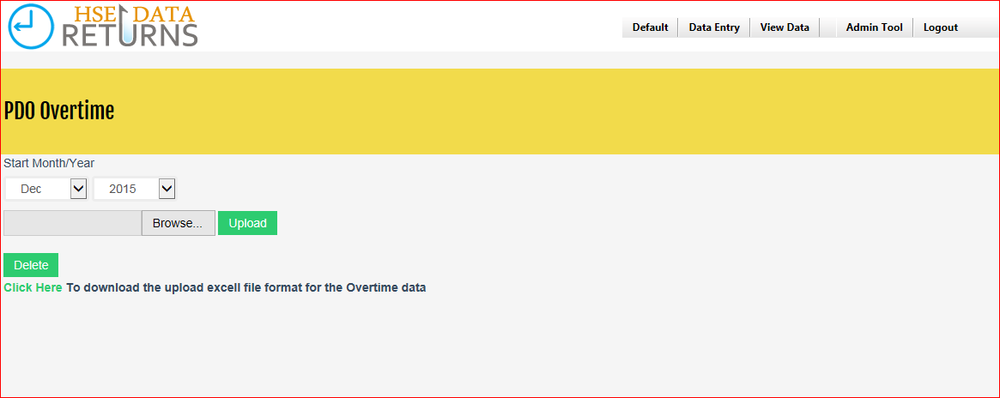 HSE DATA
RETURNS
Default Data Entry View Data Admin Tool Logout
PDO Overtime
Start Month/Year
Dec 2015
Browse... Upload
Delete
Click Here To download the upload excell file format for the Overtime data